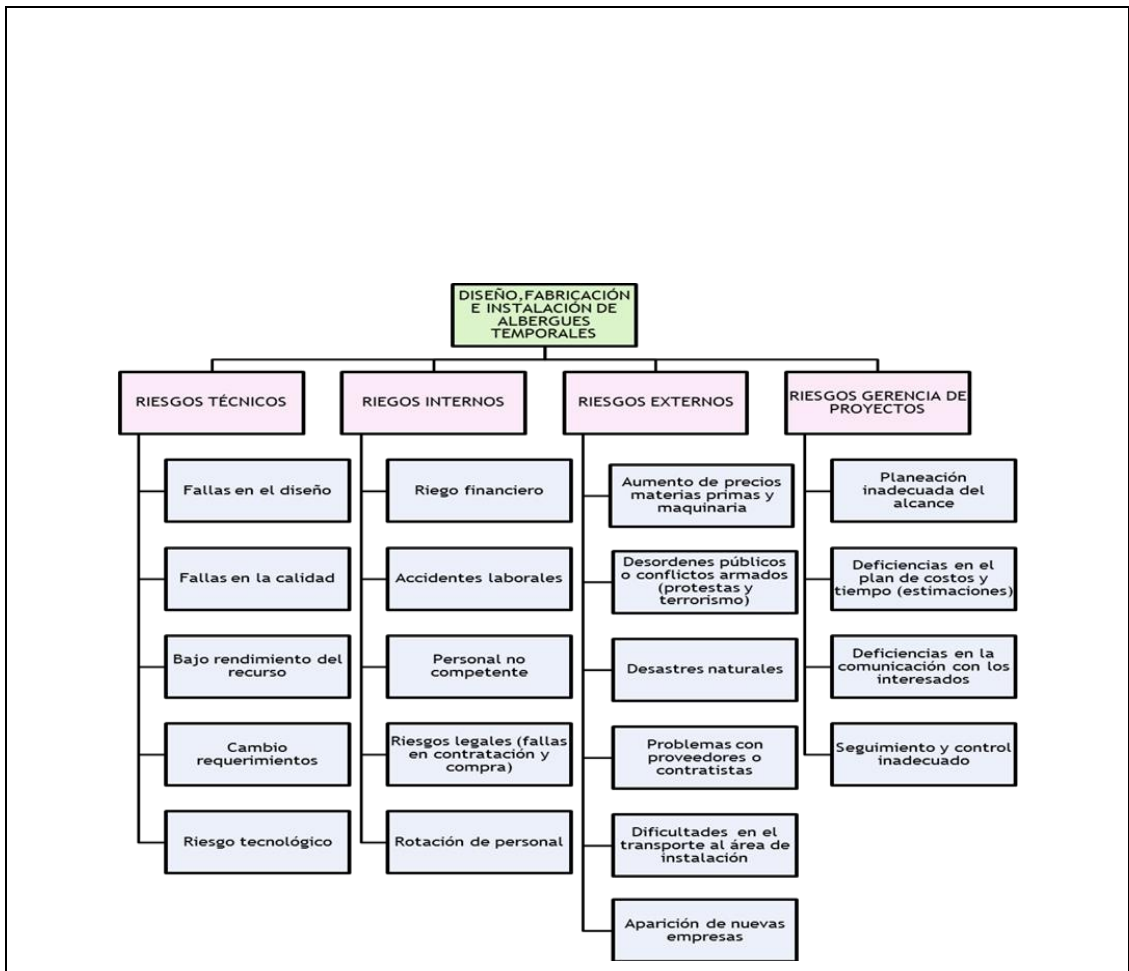 DISEÑO,FABRICACIÓN
E INSTALACIÓN DE
ALBERGUES
TEMPORALES
RIESGOS TÉCNICOS
Fallas en el diseño
Fallas en la calidad
Bajo rendimiento del
recurso
Cambio
requerimientos
Riesgo tecnológico
RIEGOS INTERNOS
Riego financiero
Accidentes laborales
Personal no
competente
Riesgos legales (fallas
en contratación y
compra)
Rotación de personal
RIESGOS EXTERNOS
Aumento de precios
materias primas y
maquinaria
Desordenes públicos
o conflictos armados
(protestas y
terrorismo)
Desastres naturales
Problemas con
proveedores o
contratistas
Dificultades en el
transporte al área de
instalación
Aparición de nuevas
empresas
RIESGOS GERENCIA DE
PROYECTOS
Planeación
inadecuada del
alcance
Deficiencias en el
plan de costos y
tiempo (estimaciones)
Deficiencias en la
comunicación con los
interesados
Seguimiento y control
inadecuado